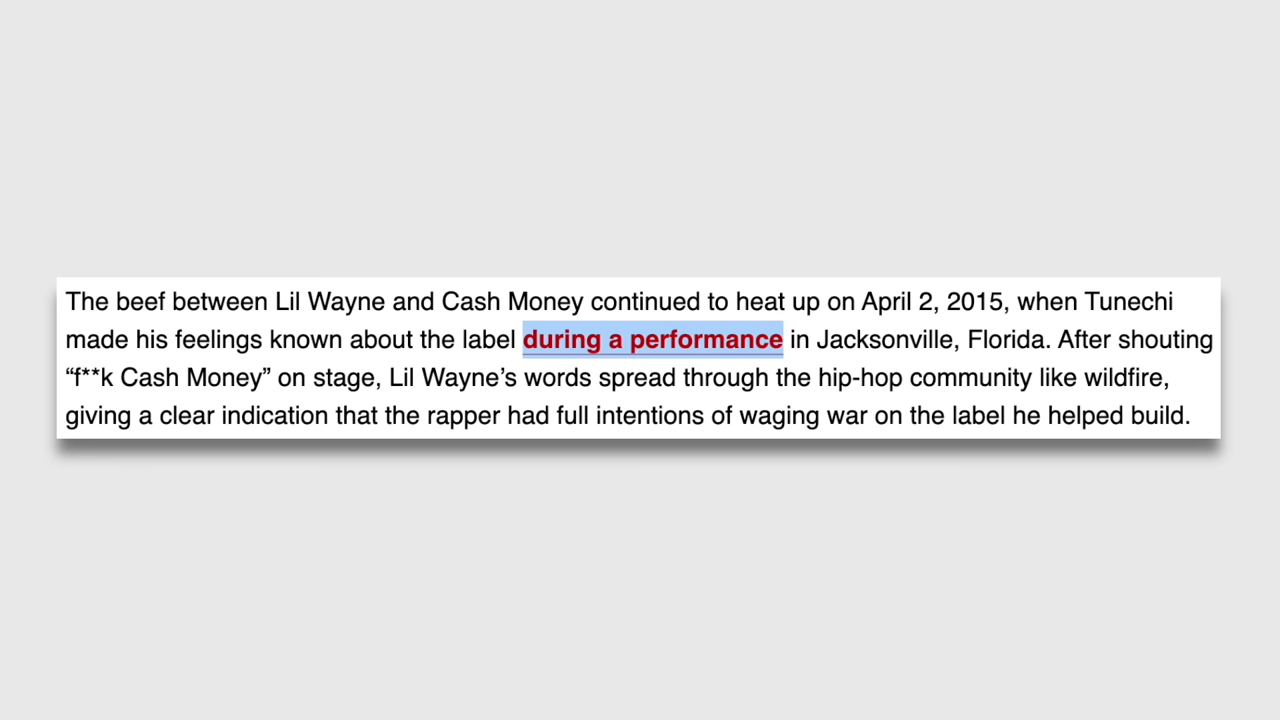 The beef between Lil Wayne and Cash Money continued to heat up on April 2, 2015, when Tunechi
made his feelings known about the label during a performance in Jacksonville, Florida. After shouting
“f**k Cash Money” on stage, Lil Wayne’s words spread through the hip-hop community like wildfire,
giving a clear indication that the rapper had full intentions of waging war on the label he helped build.